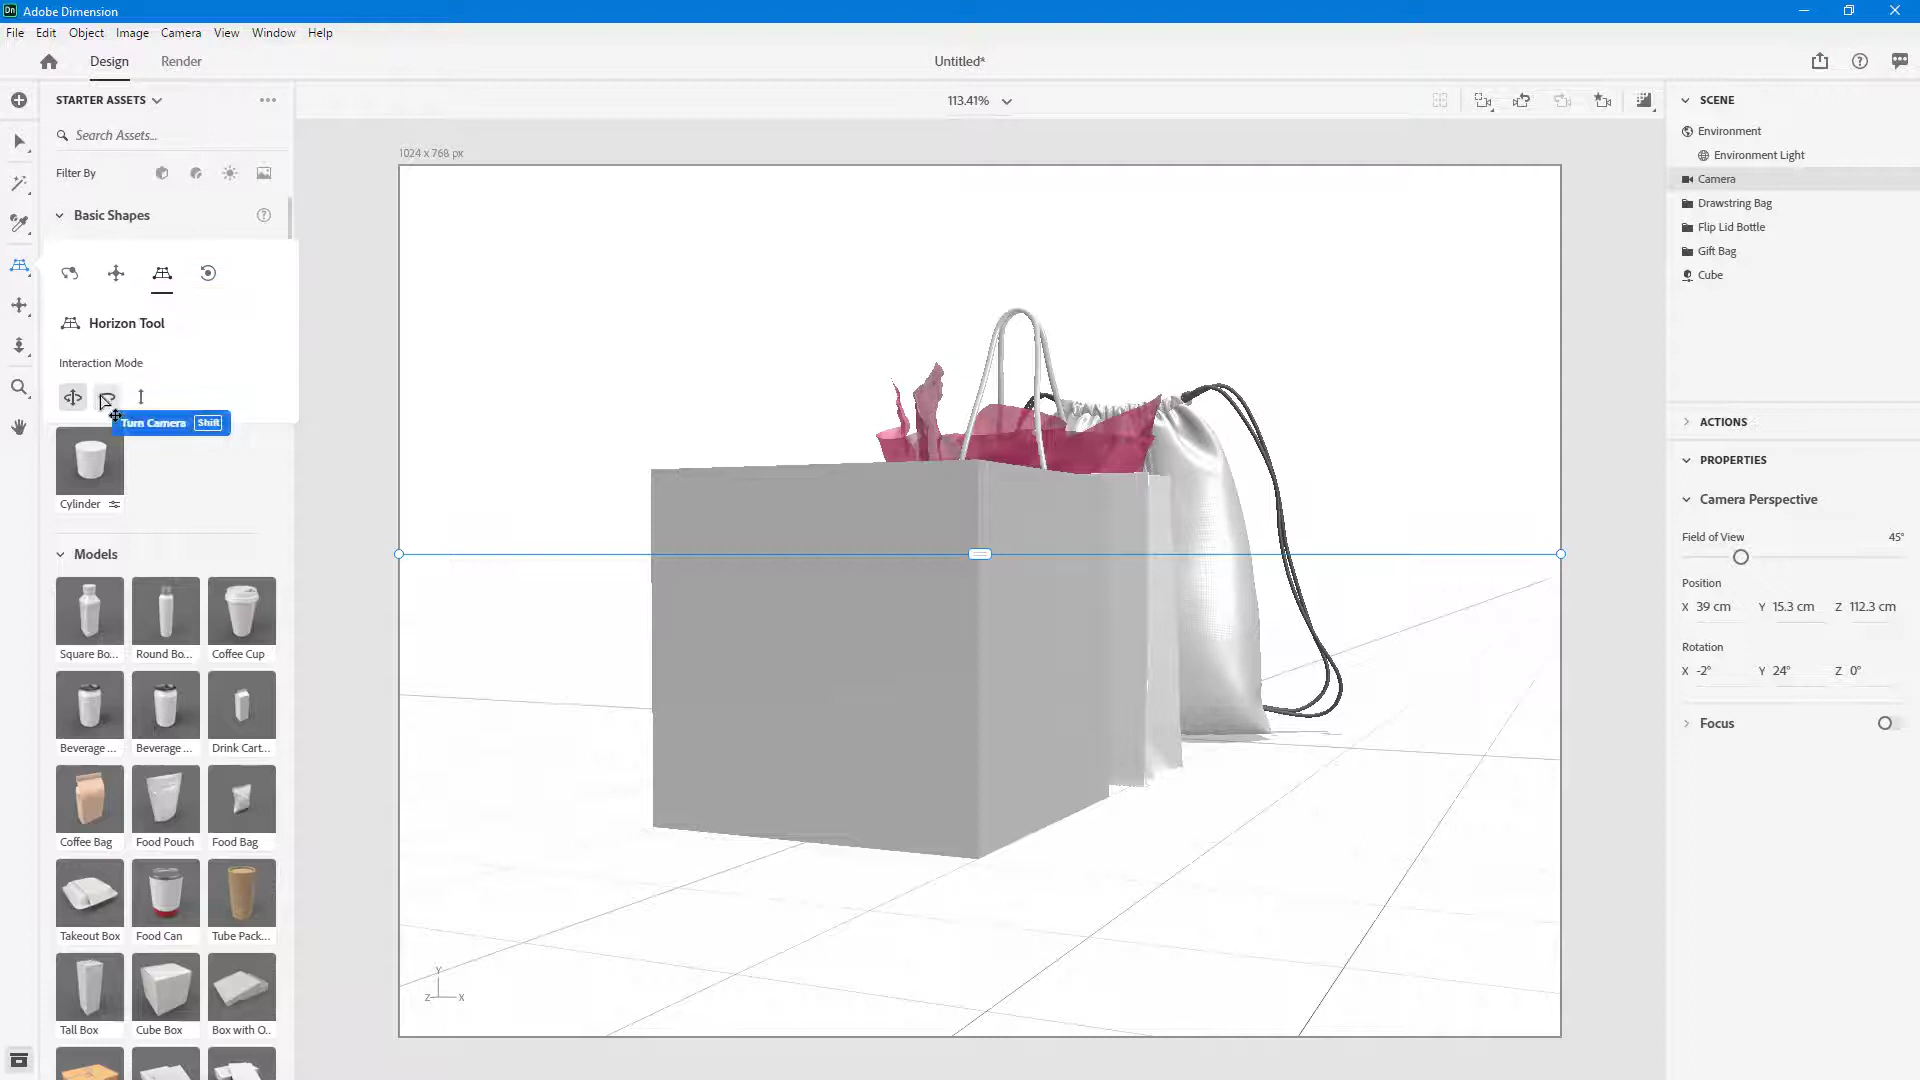 Dn Adobe Dimension
File Edit Object Image Camera View Window Help
Design Render Untitled*
STARTER ASSETS
Search Assets...
Filter By
Basic Shapes
Horizon Tool
Interaction Mode
Turn Camera Shift
Cylinder
Models
Square Bo... Round Bo... Coffee Cup
Beverage ... Beverage ... Drink Cart...
Coffee Bag Food Pouch Food Bag
Takeout Box Food Can Tube Pack...
Tall Box Cube Box Box with O..
113.41%
1024 x 768 px
Y
Z X
SCENE
Environment
Environment Light
Camera
Drawstring Bag
Flip Lid Bottle
Gift Bag
Cube
ACTIONS
PROPERTIES
Camera Perspective
Field of View 45°
Position
X 39 cm Y 15.3 cm Z 112.3 cm
Rotation
X -2° Y 24° Z 0°
Focus